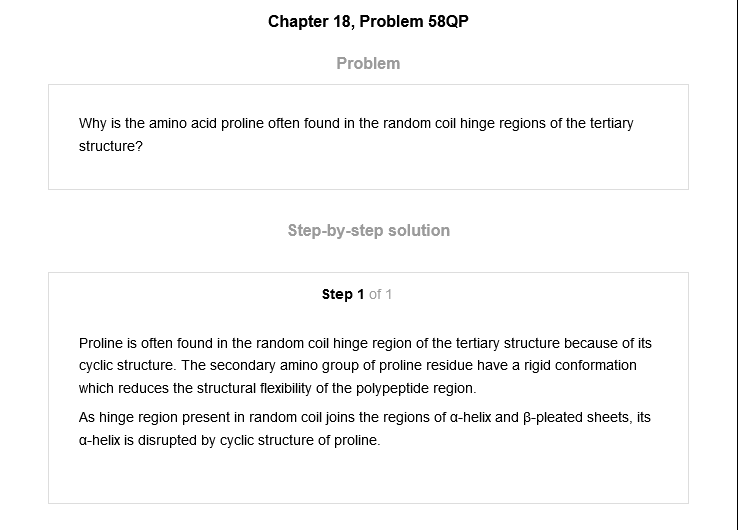 Chapter 18, Problem 58QP
Problem
Why is the amino acid proline often found in the random coil hinge regions of the tertiary
structure?
Step-by-step solution
Step 1 of 1
Proline is often found in the random coil hinge region of the tertiary structure because of its
cyclic structure. The secondary amino group of proline residue have a rigid conformation
which reduces the structural flexibility of the polypeptide region.
As hinge region present in random coil joins the regions of α-helix and β-pleated sheets, its
α-helix is disrupted by cyclic structure of proline.